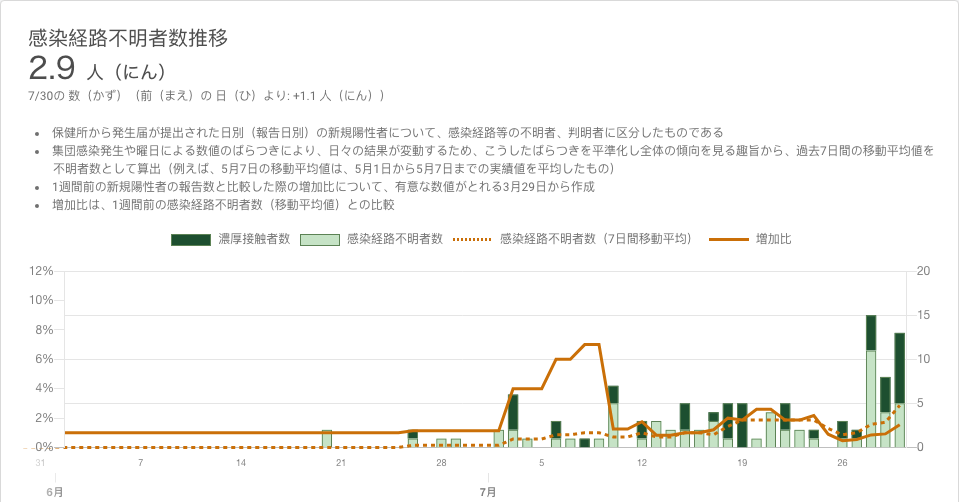 感染経路不明者数推移
2.9 人（にん）
7/30の 数（かず）（前（まえ）の 日（ひ）より: +1.1 人（にん））
• 保健所から発生届が提出された日別（報告日別）の新規陽性者について、感染経路等の不明者、判明者に区分したものである
• 集団感染発生や曜日による数値のばらつきにより、日々の結果が変動するため、こうしたばらつきを平準化し全体の傾向を見る趣旨から、過去7日間の移動平均値を
不明者数として算出（例えば、5月7日の移動平均値は、5月1日から5月7日までの実績値を平均したもの）
• 1週間前の新規陽性者の報告数と比較した際の増加比について、有意な数値がとれる3月29日から作成
• 増加比は、1週間前の感染経路不明者数（移動平均値）との比較
濃厚接触者数 感染経路不明者数 感染経路不明者数（7日間移動平均） 増加比
12% 20
10%
15
8%
6% 10
4%
5
2%
0% 0
31 7 14 21 28 5 12 19 26
6月 7月